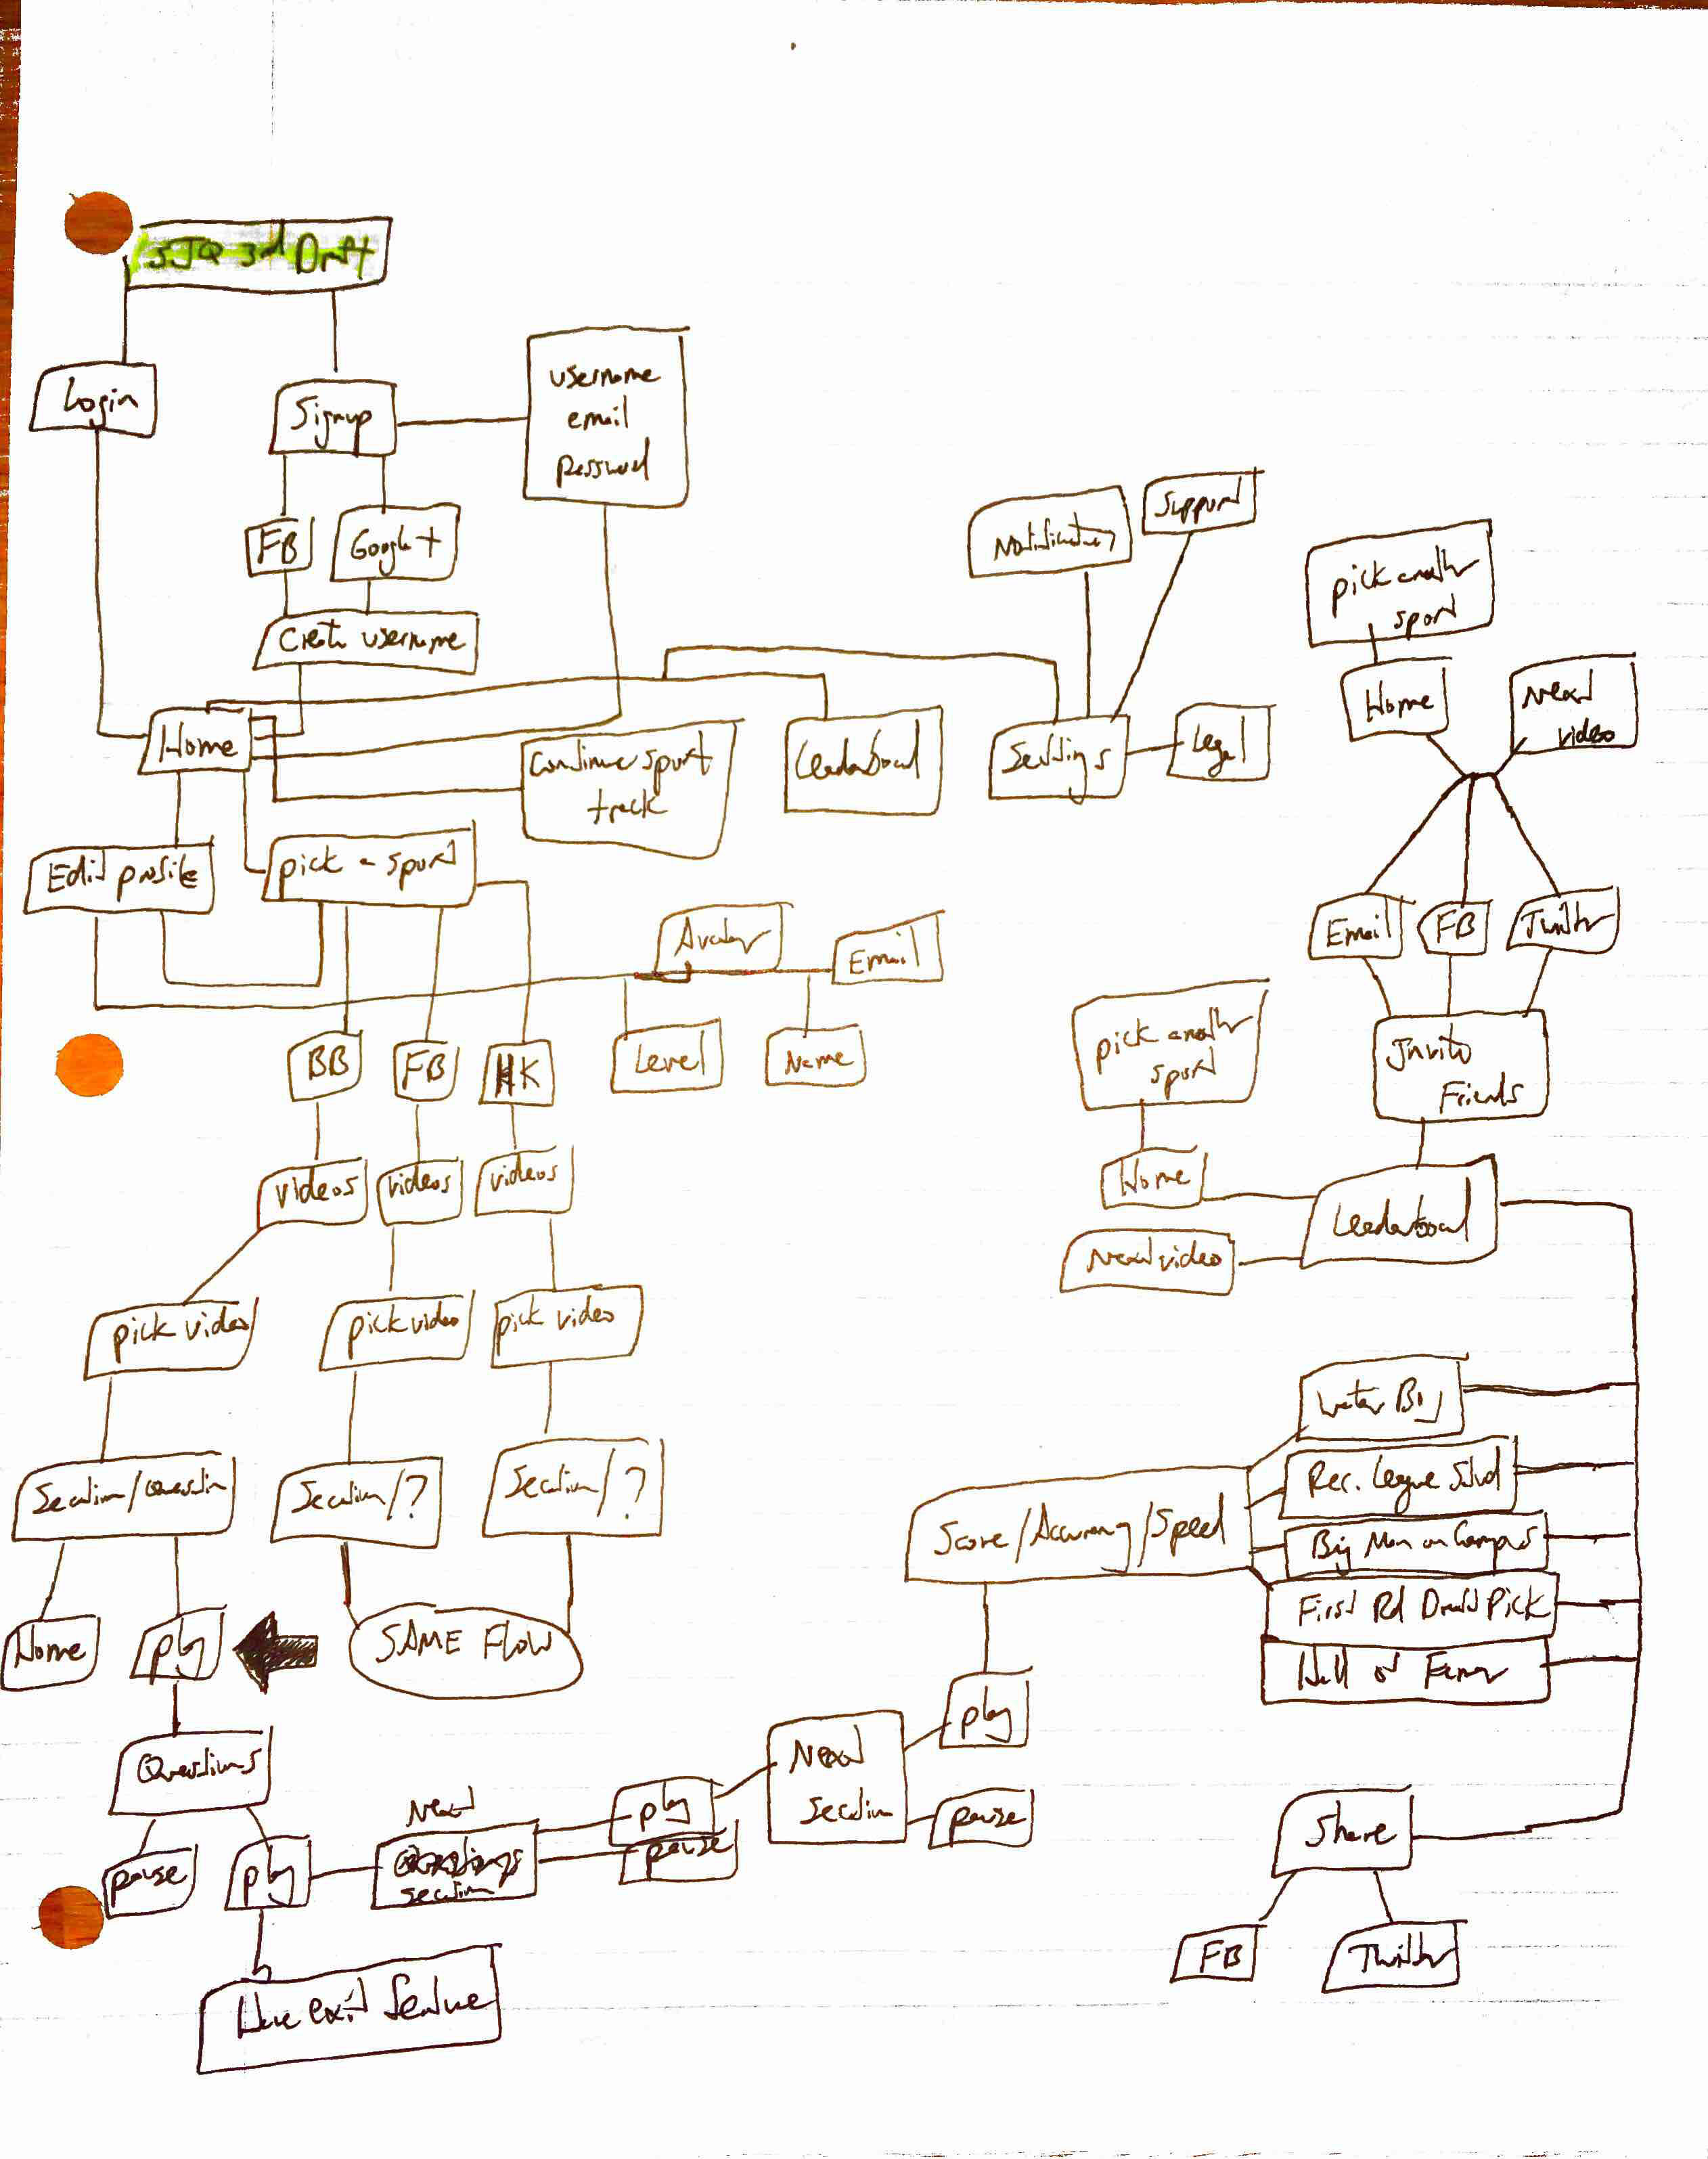 SJQ 3rd Draft
Login
Signup
username
email
password
FB
Google +
Create username
Notifications
Support
pick another
sport
Home
Next
video
Home
Continue sport
track
Leaderboard
Settings
Legal
Edit profile
pick a sport
Avatar
Email
Email
FB
Twitter
BB
FB
HK
Level
Name
pick another
sport
Invite
Friends
videos
videos
videos
Home
Leaderboard
Next video
pick video
pick video
pick video
Water Boy
Section/Question
Section/?
Section/?
Score/Accuracy/Speed
Rec. League
Big Man on Campus
First Rd Draft Pick
Hall of Famer
Home
play
SAME FLOW
play
Questions
Next
section
play
pause
Next
section
pause
pause
play
Share
FB
Twitter
Have exit feature